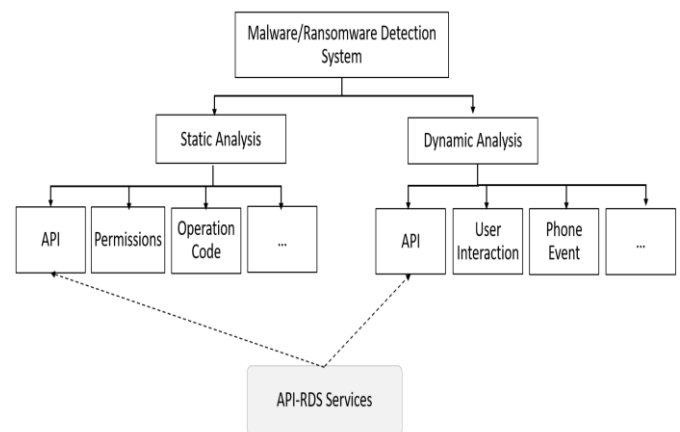 Malware/Ransomware Detection
System
Static Analysis
Dynamic Analysis
API
Permissions
Operation
Code
...
API
User
Interaction
Phone
Event
...
API-RDS Services